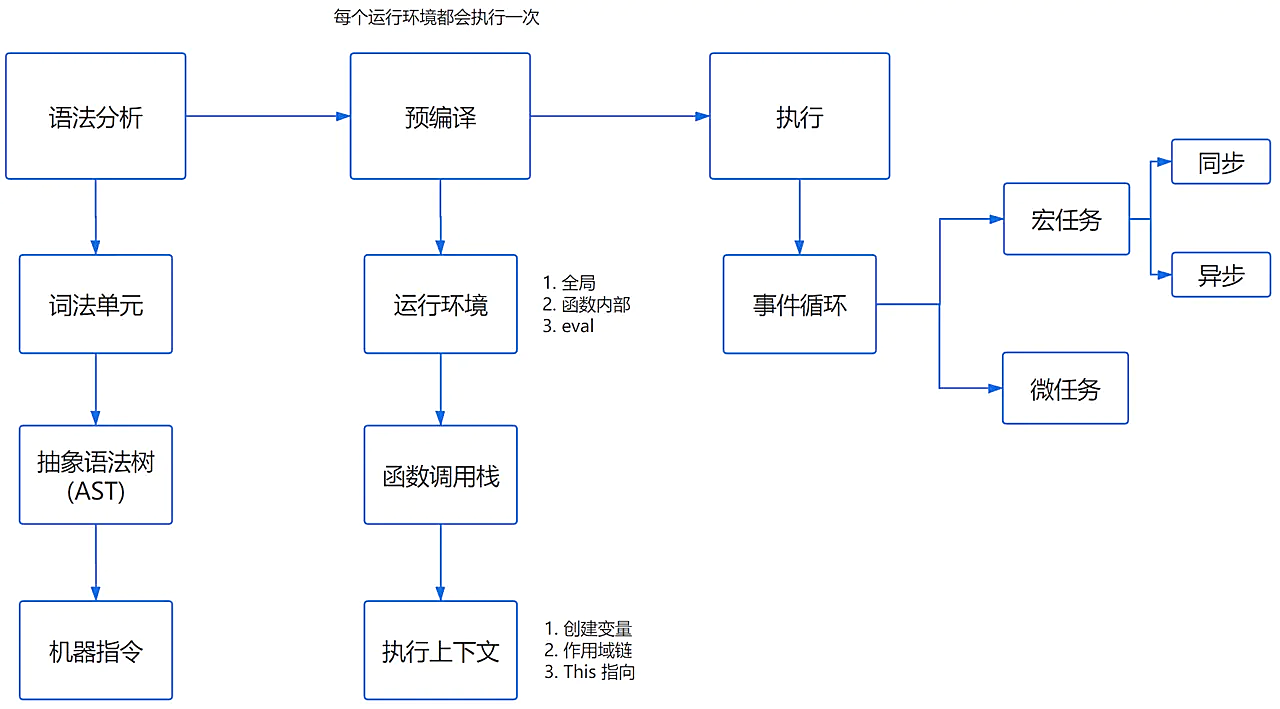 每个运行环境都会执行一次
语法分析
预编译
执行
同步
宏任务
异步
词法单元
运行环境
1. 全局
2. 函数内部
3. eval
事件循环
微任务
抽象语法树
(AST)
函数调用栈
机器指令
执行上下文
1. 创建变量
2. 作用域链
3. This 指向